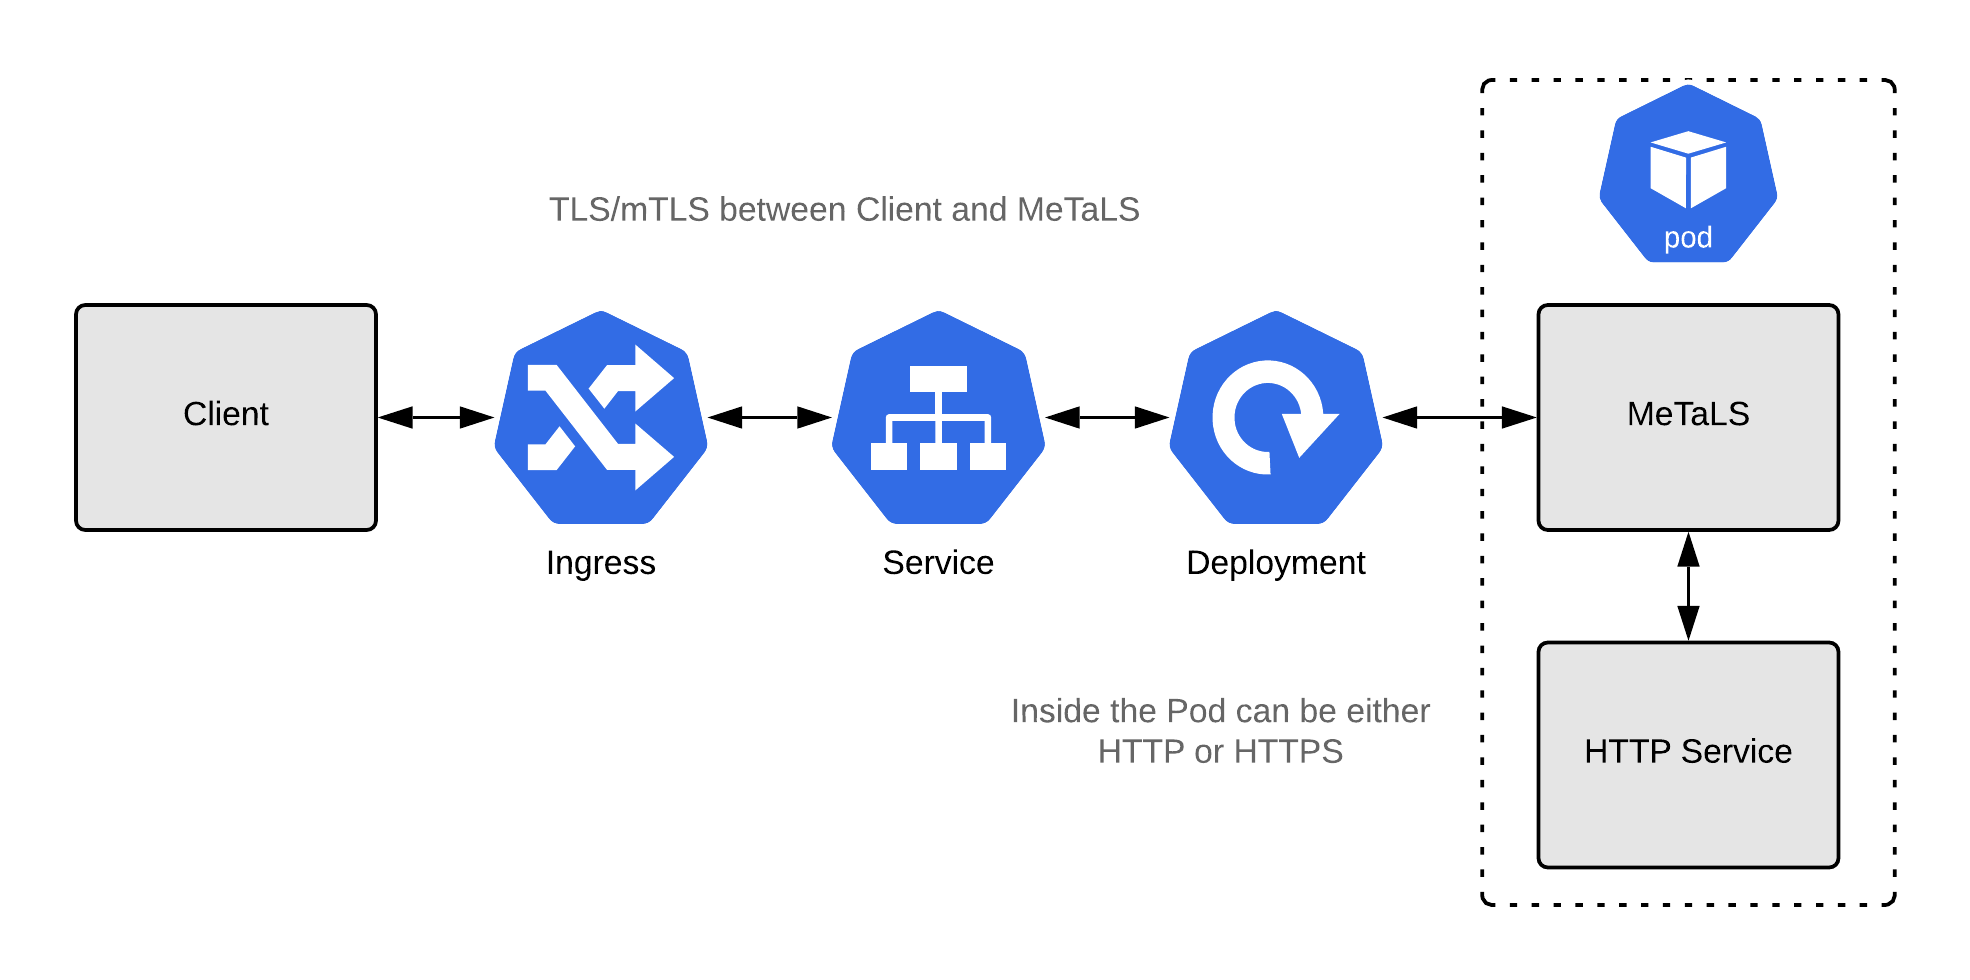 TLS/mTLS between Client and MeTaLS
pod
Client
MeTaLS
Ingress
Service
Deployment
Inside the Pod can be either
HTTP or HTTPS
HTTP Service